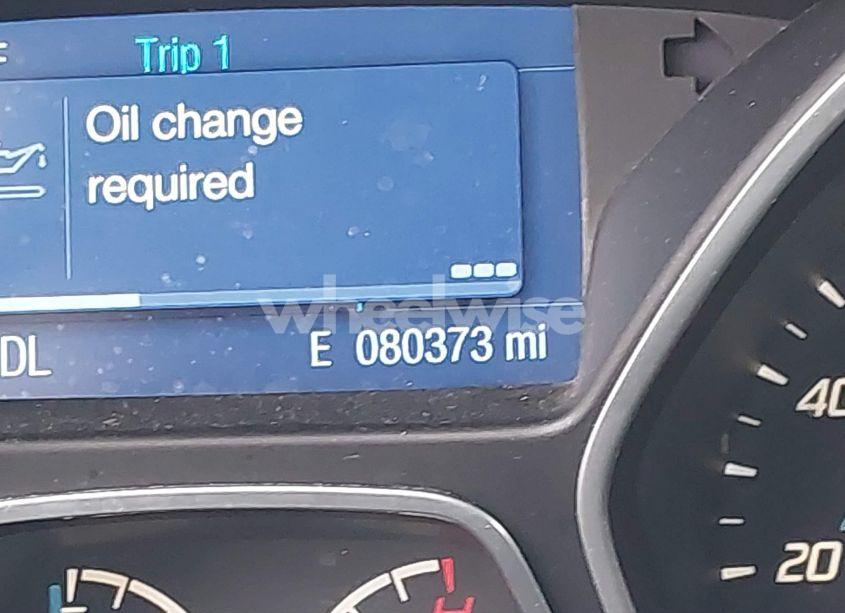 Trip 1
Oil change
required
wheelwise
DL
E 080373 mi
40
20
H